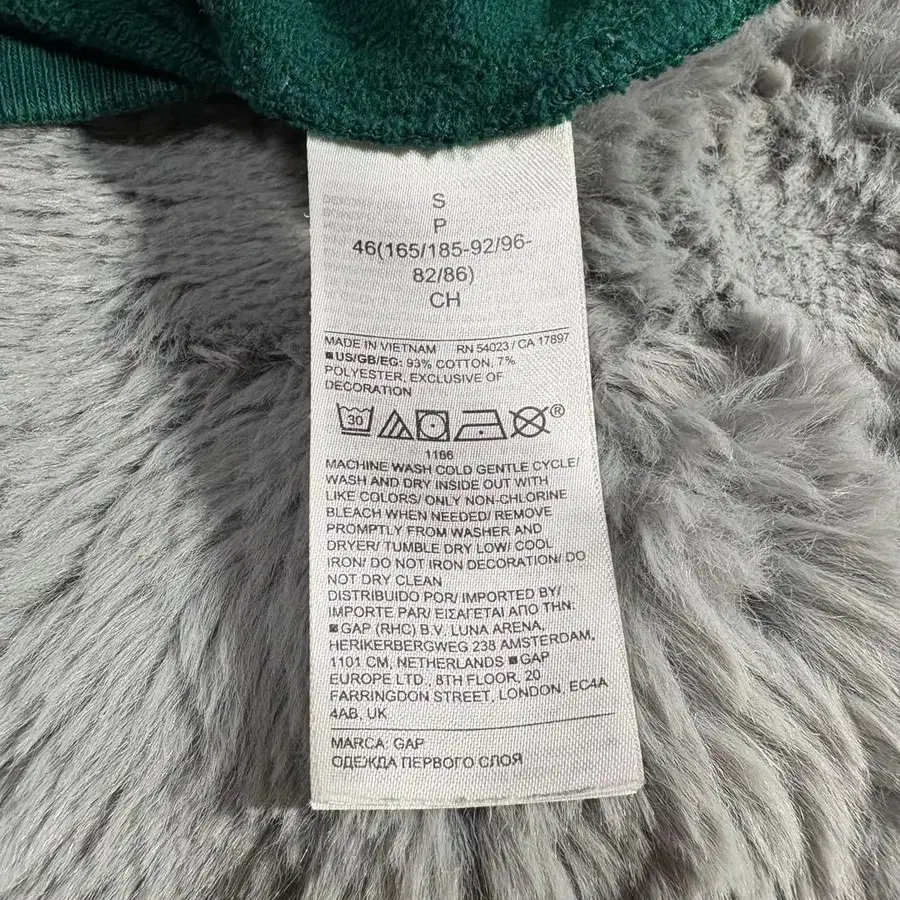 S
P
46(165/185-92/96-
82/86)
CH
MADE IN VIETNAM RN 54023 / CA 17897
■US/GB/EG: 93% COTTON, 7%
POLYESTER, EXCLUSIVE OF
DECORATION
30 ®
1186
MACHINE WASH COLD GENTLE CYCLE/
WASH AND DRY INSIDE OUT WITH
LIKE COLORS/ ONLY NON-CHLORINE
BLEACH WHEN NEEDED/ REMOVE
PROMPTLY FROM WASHER AND
DRYER/ TUMBLE DRY LOW/ COOL
IRON/ DO NOT IRON DECORATION/ DO
NOT DRY CLEAN
DISTRIBUIDO POR/ IMPORTED BY/
IMPORTE PAR/ ΕΙΣΑΓΕΤΑΙ ΑΠΟ ΤΗΝ:
■GAP (RHC) B.V. LUNA ARENA,
HERIKERBERGWEG 238 AMSTERDAM,
1101 CM, NETHERLANDS ■GAP
EUROPE LTD., 8TH FLOOR, 20
FARRINGDON STREET, LONDON, EC4A
4AB, UK
MARCA: GAP
ОДЕЖДА ПЕРВОГО СЛОЯ